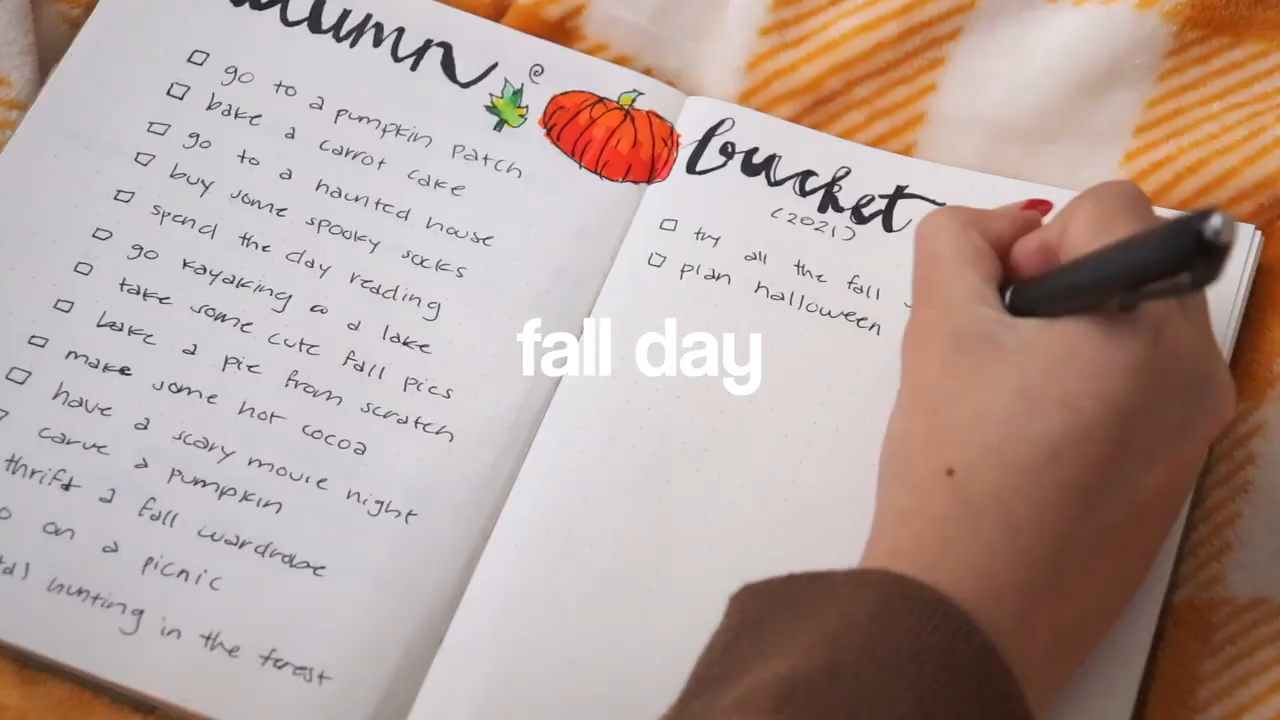 autumn
go to a pumpkin patch
bake a carrot cake
go to a haunted house
buy some spooky socks
spend the day reading
go kayaking @ a lake
take some cute fall pics
bake a pie from scratch
make some hot cocoa
have a scary movie night
carve a pumpkin
thrift a fall wardrobe
on a picnic
hunting in the forest
bucket
(2021)
try all the fall
plan halloween
fall day